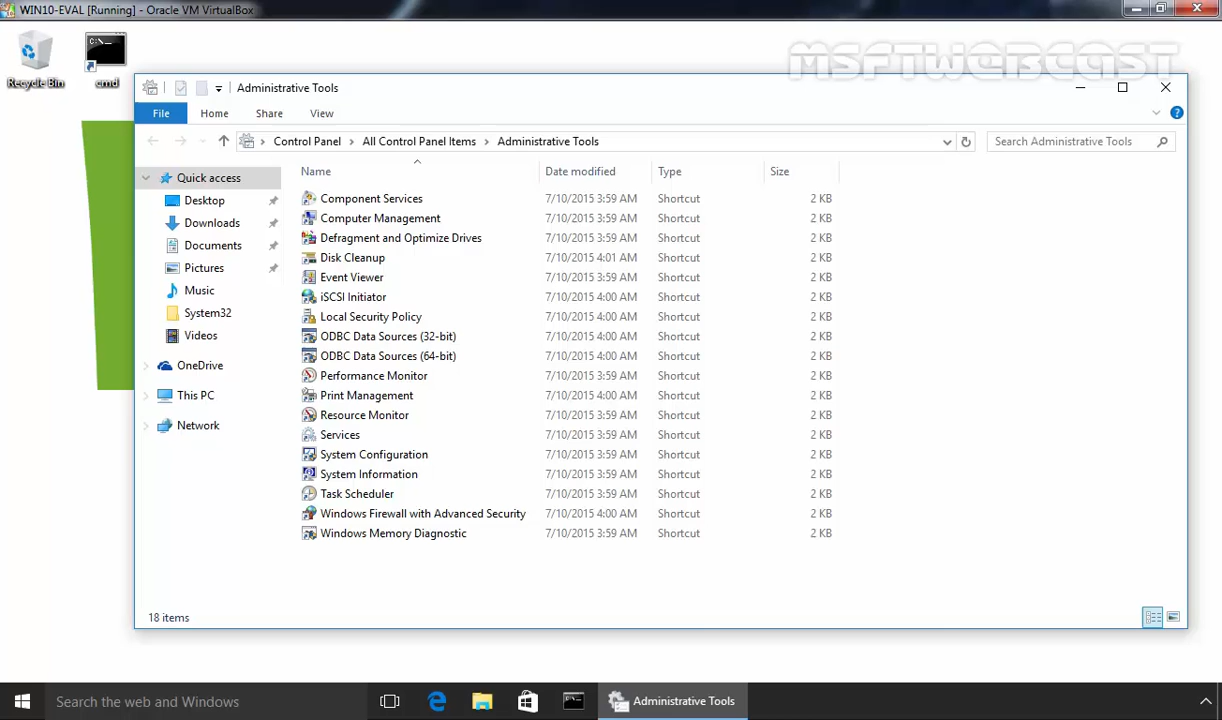 WIN10-EVAL [Running] - Oracle VM VirtualBox
MSFTWEBCAST
Recycle Bin
cmd
Administrative Tools
File
Home
Share
View
Control Panel
All Control Panel Items
Administrative Tools
Search Administrative Tools
Name
Date modified
Type
Size
Quick access
Desktop
Downloads
Documents
Pictures
Music
System32
Videos
OneDrive
This PC
Network
Component Services 7/10/2015 3:59 AM Shortcut 2 KB
Computer Management 7/10/2015 3:59 AM Shortcut 2 KB
Defragment and Optimize Drives 7/10/2015 3:59 AM Shortcut 2 KB
Disk Cleanup 7/10/2015 4:01 AM Shortcut 2 KB
Event Viewer 7/10/2015 3:59 AM Shortcut 2 KB
iSCSI Initiator 7/10/2015 4:00 AM Shortcut 2 KB
Local Security Policy 7/10/2015 4:00 AM Shortcut 2 KB
ODBC Data Sources (32-bit) 7/10/2015 4:00 AM Shortcut 2 KB
ODBC Data Sources (64-bit) 7/10/2015 4:00 AM Shortcut 2 KB
Performance Monitor 7/10/2015 3:59 AM Shortcut 2 KB
Print Management 7/10/2015 4:00 AM Shortcut 2 KB
Resource Monitor 7/10/2015 3:59 AM Shortcut 2 KB
Services 7/10/2015 3:59 AM Shortcut 2 KB
System Configuration 7/10/2015 3:59 AM Shortcut 2 KB
System Information 7/10/2015 3:59 AM Shortcut 2 KB
Task Scheduler 7/10/2015 3:59 AM Shortcut 2 KB
Windows Firewall with Advanced Security 7/10/2015 4:00 AM Shortcut 2 KB
Windows Memory Diagnostic 7/10/2015 3:59 AM Shortcut 2 KB
18 items
Search the web and Windows
Administrative Tools